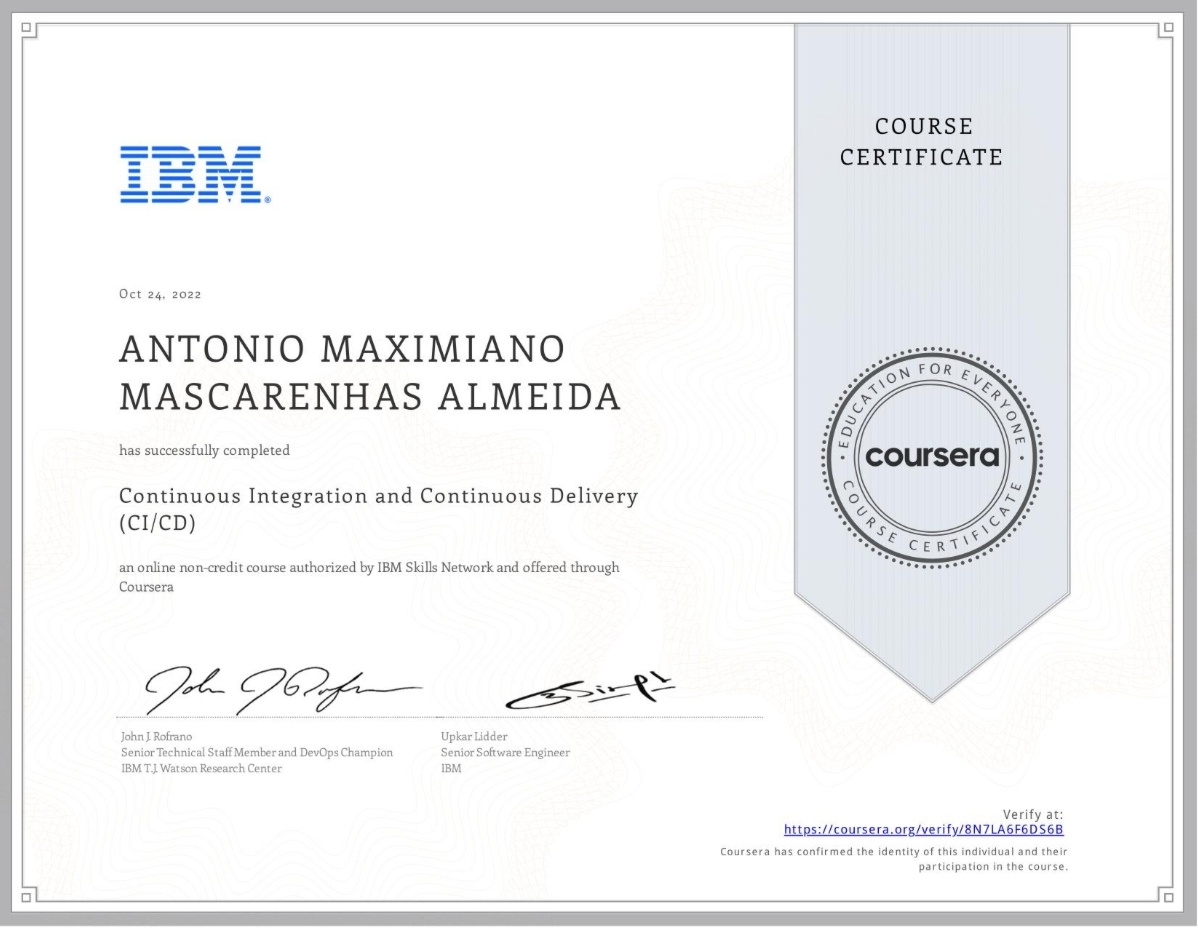 IBM®
COURSE
CERTIFICATE
Oct 24, 2022
ANTONIO MAXIMIANO
MASCARENHAS ALMEIDA
has successfully completed
Continuous Integration and Continuous Delivery
(CI/CD)
an online non-credit course authorized by IBM Skills Network and offered through
Coursera
EDUCATION FOR EVERYONE
coursera
COURSE CERTIFICATE
John J. Rofrano
Senior Technical Staff Member and DevOps Champion
IBM T.J. Watson Research Center
Upkar Lidder
Senior Software Engineer
IBM
Verify at:
https://coursera.org/verify/8N7LA6F6DS6B
Coursera has confirmed the identity of this individual and their
participation in the course.